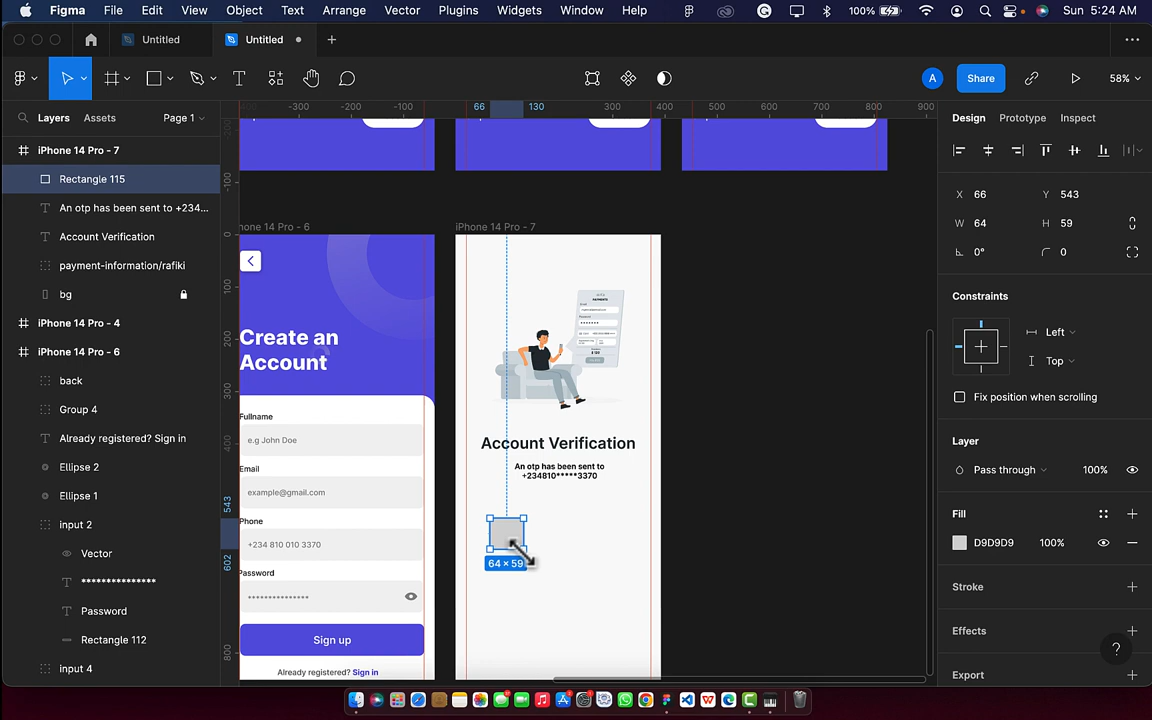 Figma File Edit View Object Text Arrange Vector Plugins Widgets Window Help 100% Sun 5:24 AM
Untitled Untitled
A Share 58%
Layers Assets Page 1
-300 -200 -100 66 130 300 400 500 600 700 800 900
Design Prototype Inspect
iPhone 14 Pro - 7
Rectangle 115
An otp has been sent to +234...
Account Verification
payment-information/rafiki
bg
iPhone 14 Pro - 4
iPhone 14 Pro - 6
back
Group 4
Already registered? Sign in
Ellipse 2
Ellipse 1
input 2
Vector
***************
Password
Rectangle 112
input 4
-100
100
200
300
400
543
602
800
hone 14 Pro - 6
Create an
Account
Fullname
e.g John Doe
Email
example@gmail.com
Phone
+234 810 010 3370
Password
***************
Sign up
Already registered? Sign in
iPhone 14 Pro - 7
PAYMENTS
Account Verification
An otp has been sent to
+234810*****3370
64 × 59
X 66 Y 543
W 64 H 59
0° 0
Constraints
Left
Top
Fix position when scrolling
Layer
Pass through 100%
Fill
D9D9D9 100%
Stroke
Effects
Export
?